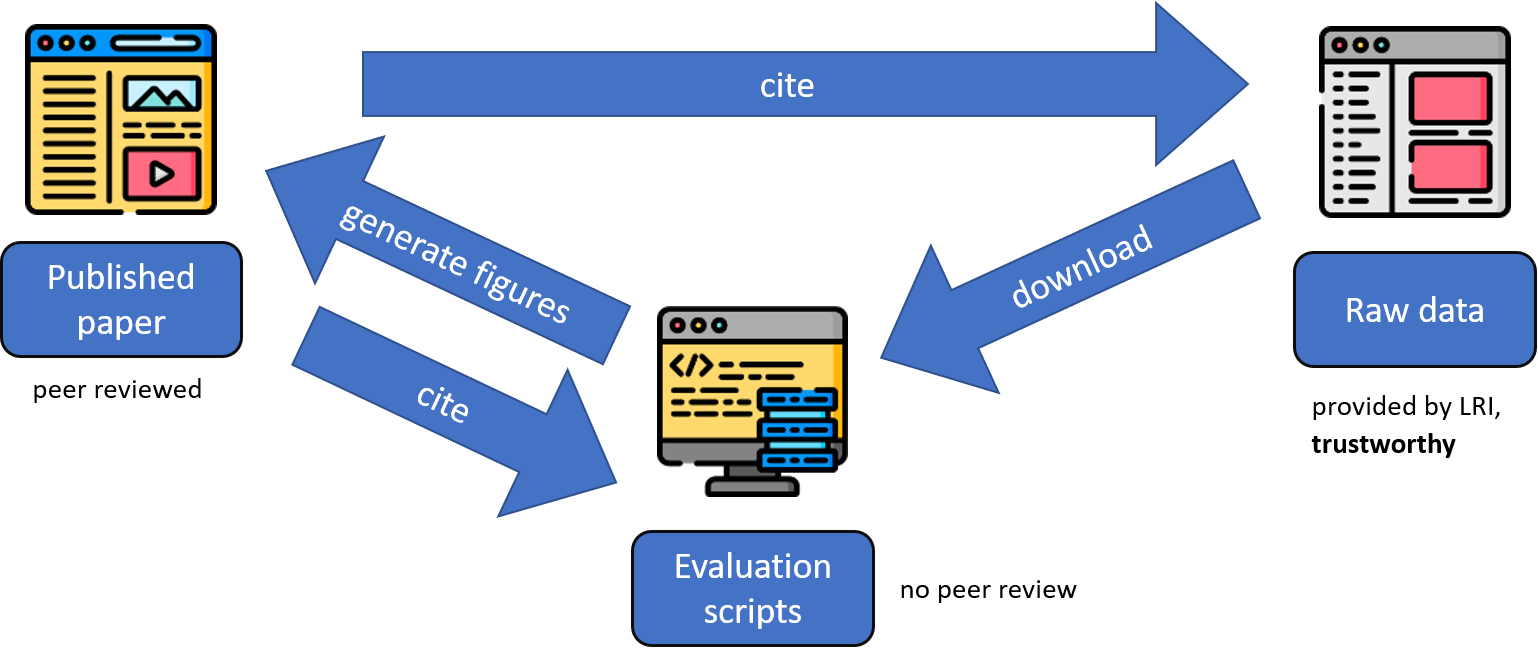 cite
generate figures
download
cite
Published
paper
peer reviewed
</>
Raw data
provided by LRI,
trustworthy
Evaluation
scripts
no peer review